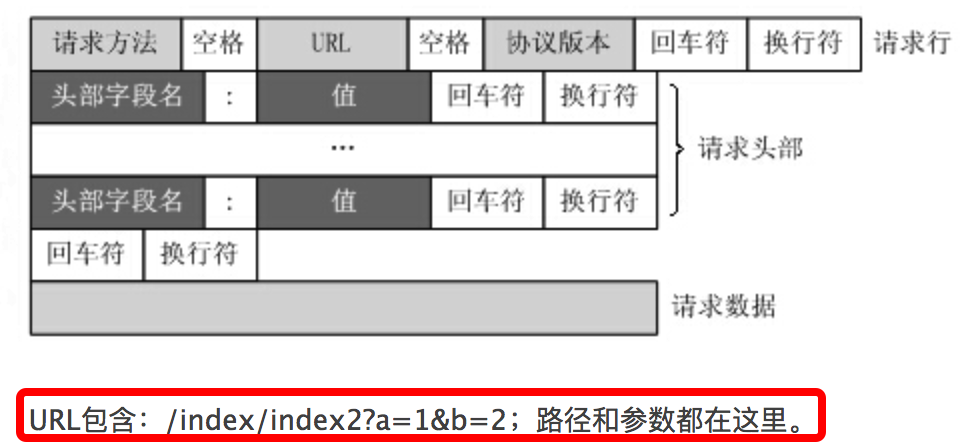 请求方法 空格 URL 空格 协议版本 回车符 换行符 请求行
头部字段名 : 值 回车符 换行符
... 请求头部
头部字段名 : 值 回车符 换行符
回车符 换行符
请求数据
URL包含：/index/index2?a=1&b=2；路径和参数都在这里。